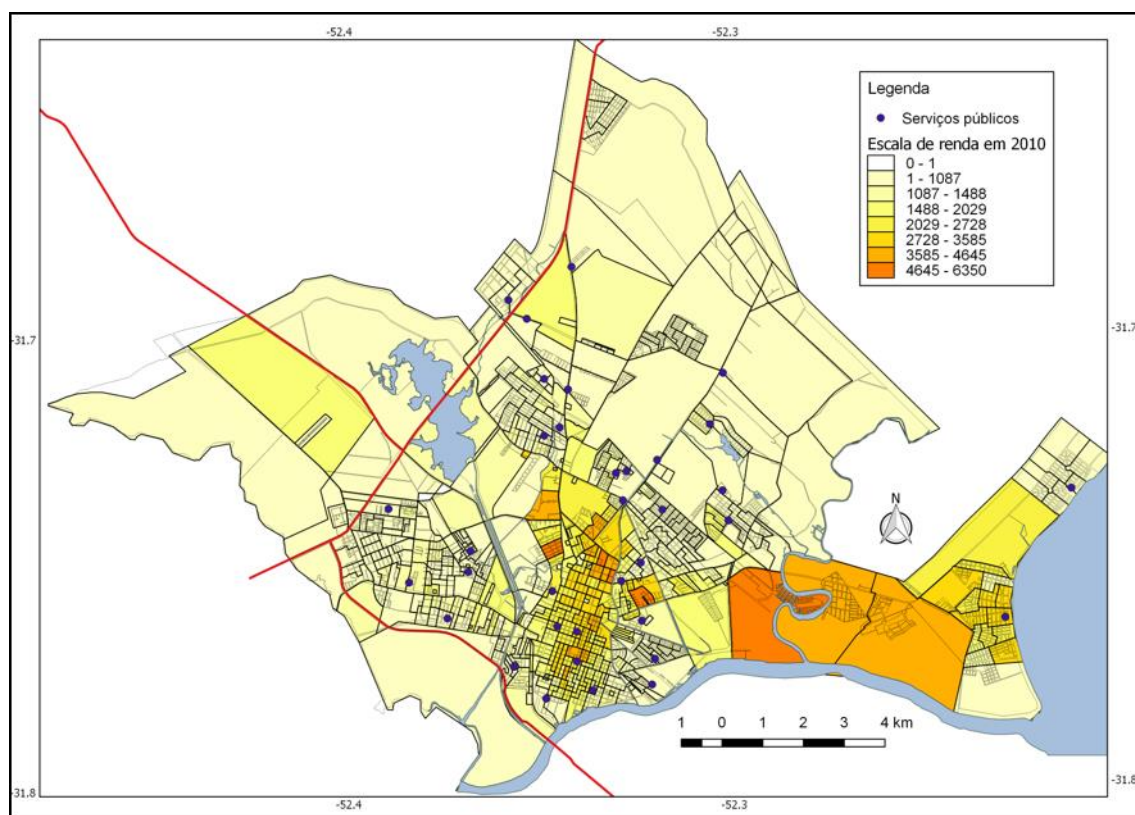 -52.4
-52.3
Legenda
Serviços públicos
Escala de renda em 2010
0 - 1
1 - 1087
1087 - 1488
1488 - 2029
2029 - 2728
2728 - 3585
3585 - 4645
4645 - 6350
-31.7
-31.7
N
1 0 1 2 3 4 km
-31.8
-31.8
-52.4
-52.3